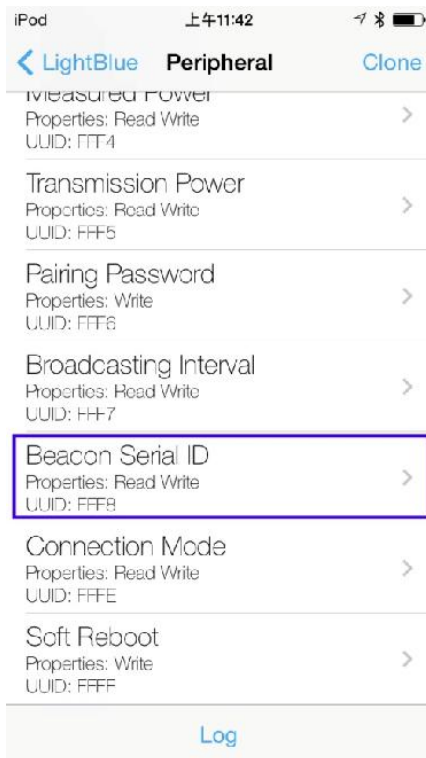 iPod 上午11:42
LightBlue Peripheral Clone
Measured Power
Properties: Read Write
UUID: FFF4
Transmission Power
Properties: Read Write
UUID: FFF5
Pairing Password
Properties: Write
UUID: FFF6
Broadcasting Interval
Properties: Read Write
UUID: FFF7
Beacon Serial ID
Properties: Read Write
UUID: FFF8
Connection Mode
Properties: Read Write
UUID: FFFE
Soft Reboot
Properties: Write
UUID: FFFF
Log